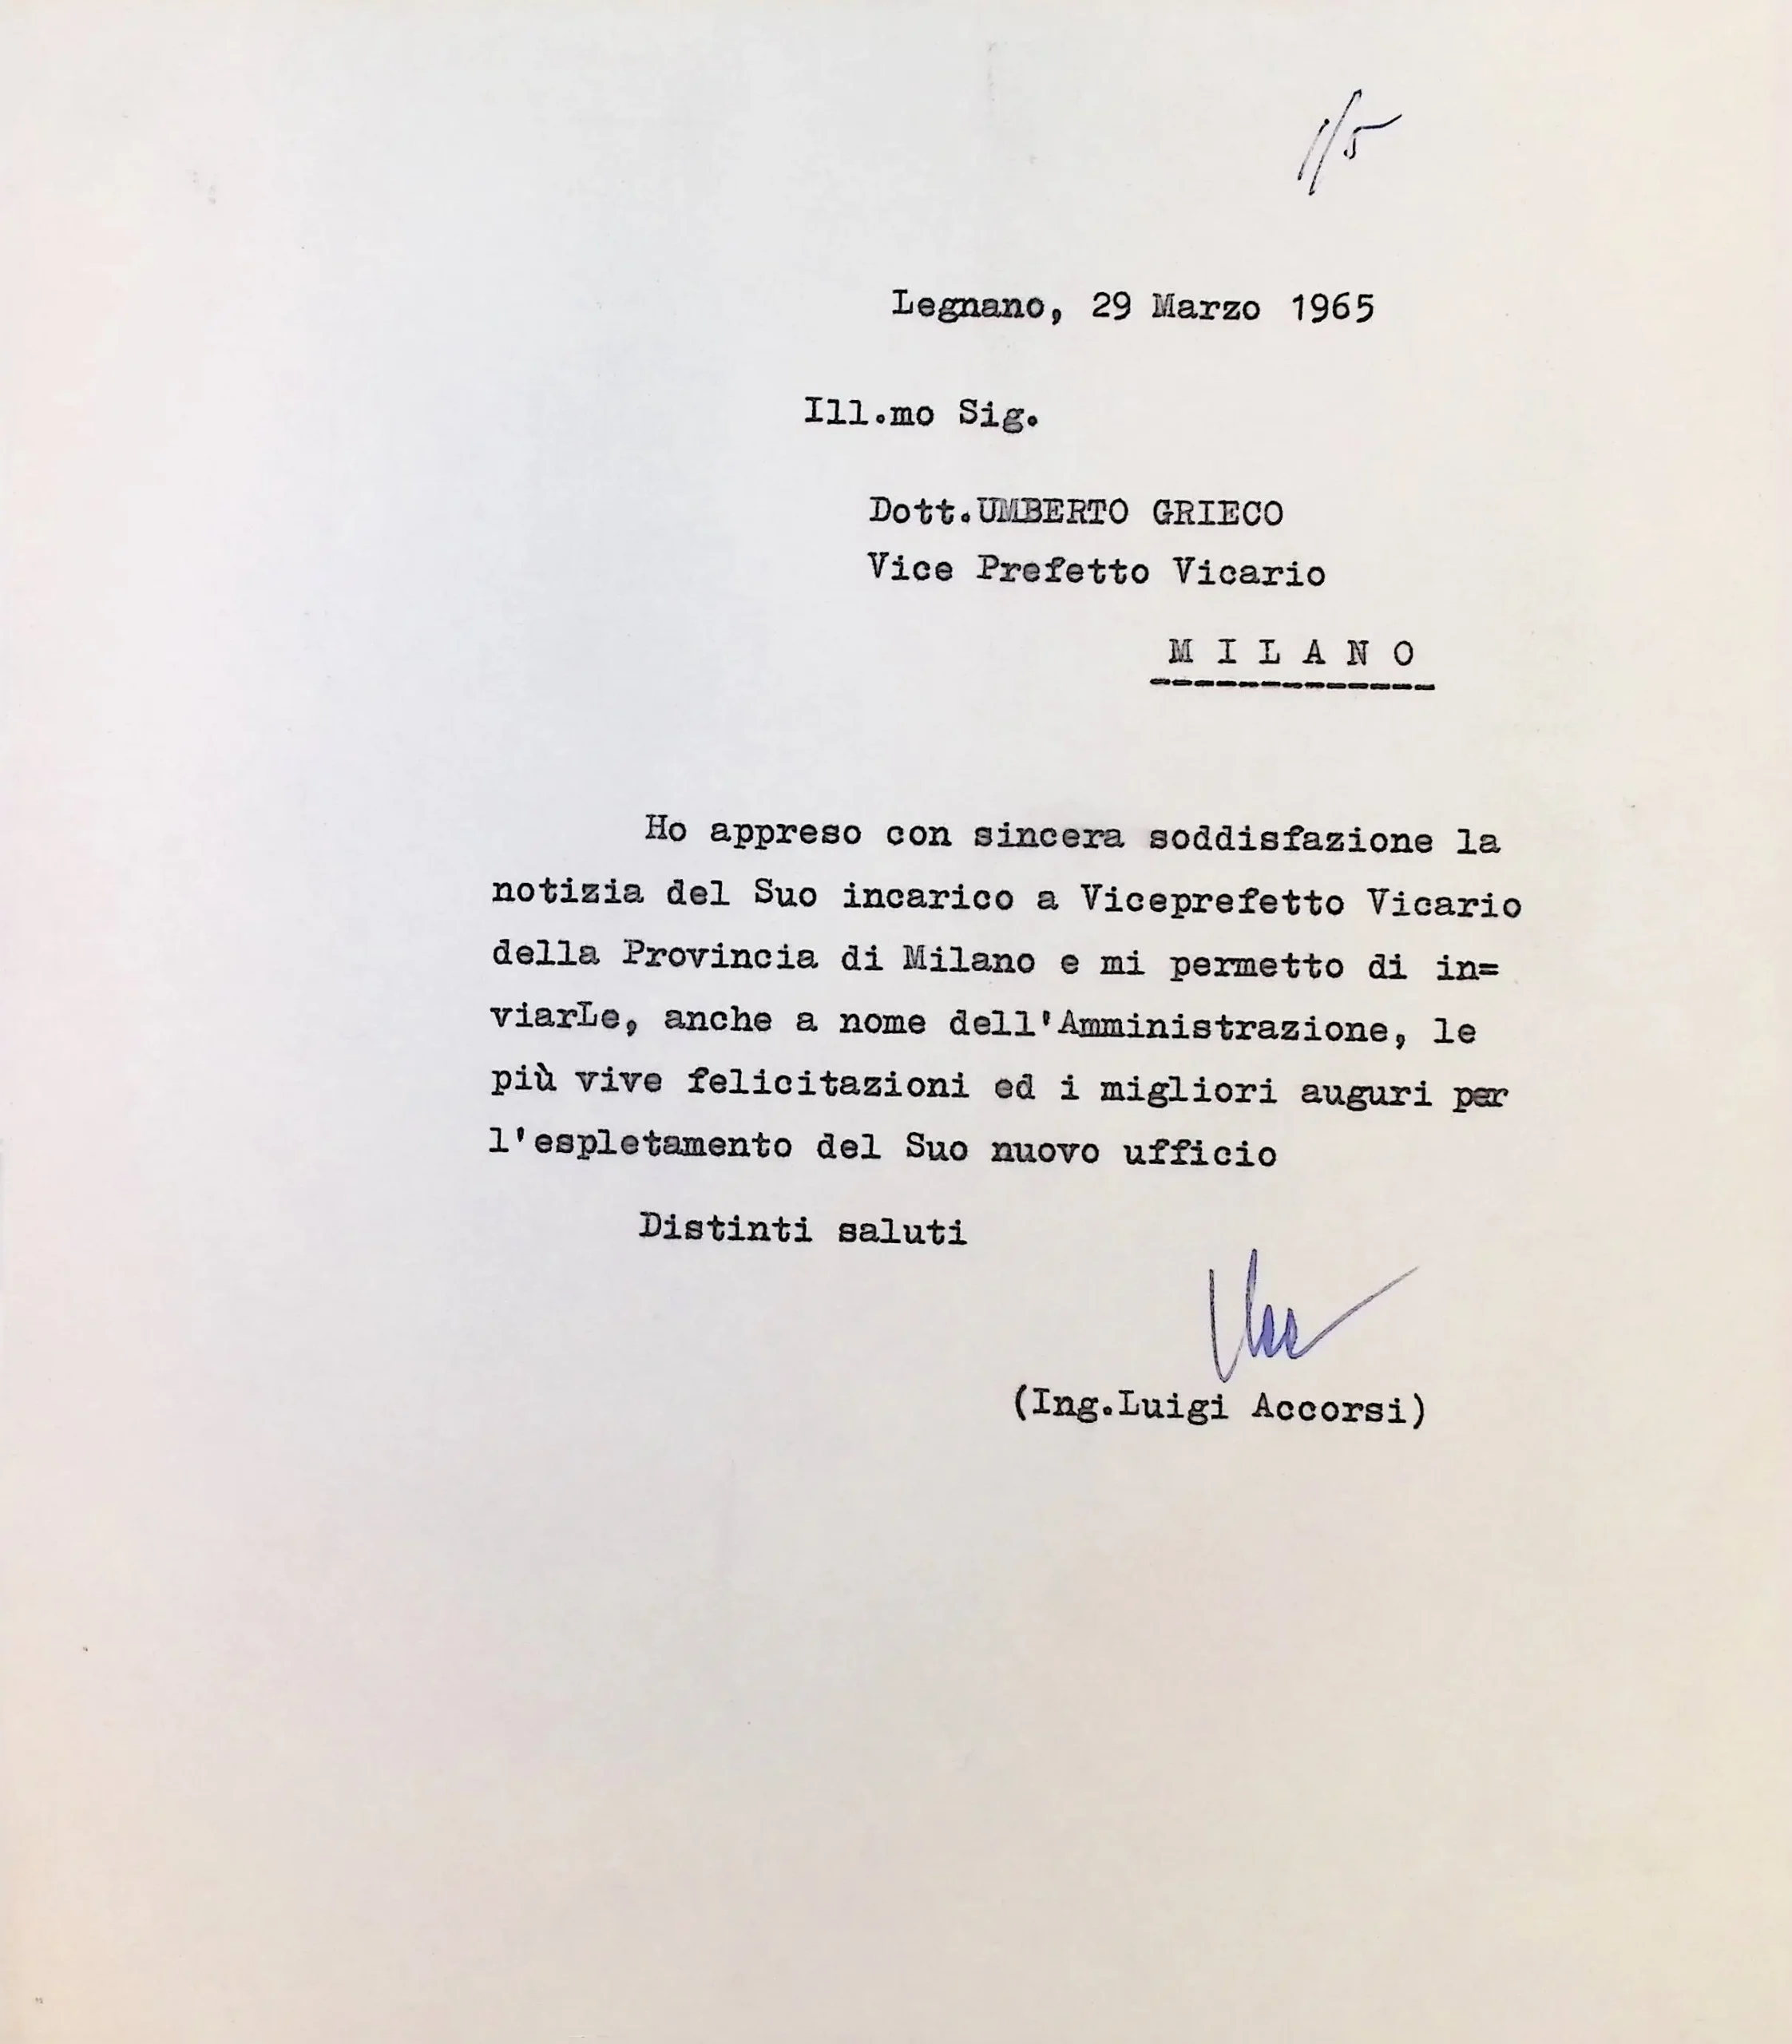 1/5
Legnano, 29 Marzo 1965
Ill.mo Sig.
Dott.UMBERTO GRIECO
Vice Prefetto Vicario
M I L A N O
Ho appreso con sincera soddisfazione la
notizia del Suo incarico a Viceprefetto Vicario
della Provincia di Milano e mi permetto di in=
viarLe, anche a nome dell'Amministrazione, le
più vive felicitazioni ed i migliori auguri per
l'espletamento del Suo nuovo ufficio
Distinti saluti
(Ing.Luigi Accorsi)